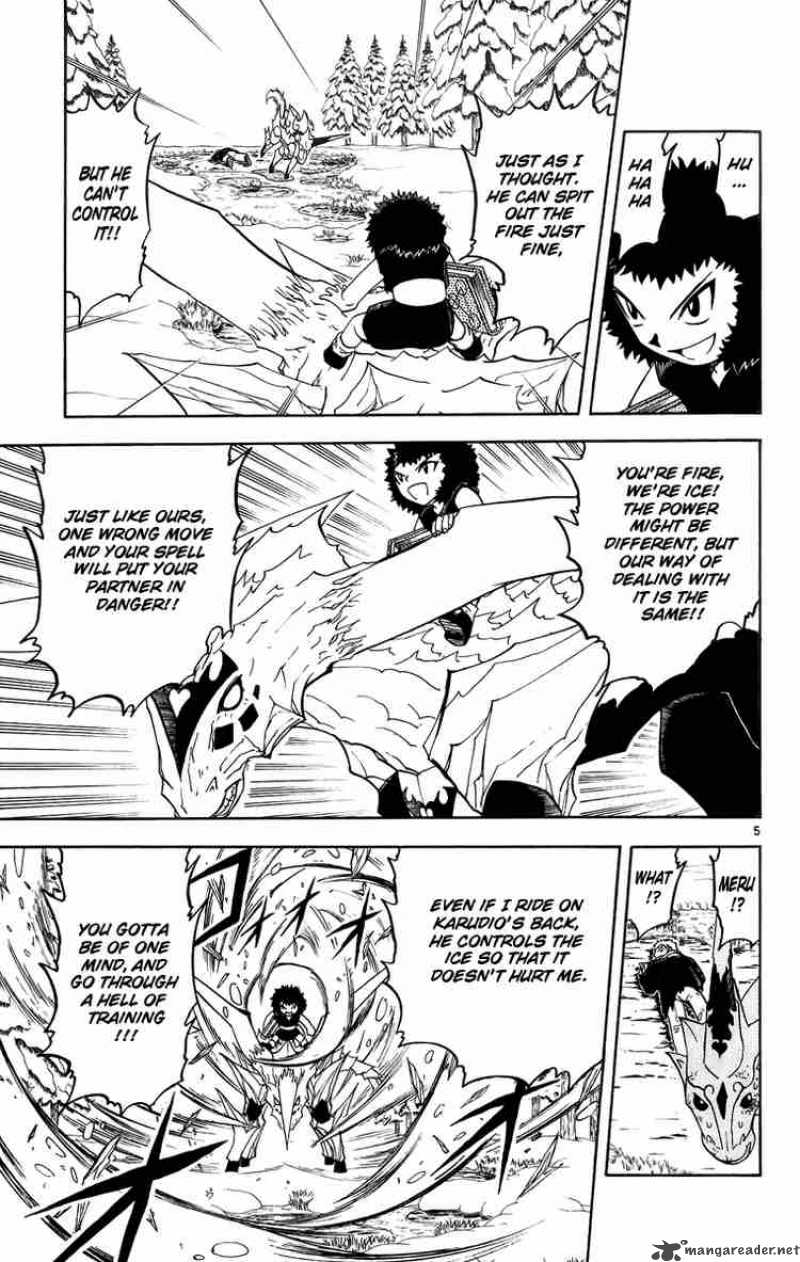 HU
...
HA
HA
HA
JUST AS I
THOUGHT.
HE CAN SPIT
OUT THE
FIRE JUST
FINE,
BUT HE
CAN'T
CONTROL
IT!!
YOU'RE FIRE,
WE'RE ICE!
THE POWER
MIGHT BE
DIFFERENT, BUT
OUR WAY OF
DEALING WITH
IT IS THE
SAME!!
JUST LIKE OURS,
ONE WRONG MOVE
AND YOUR SPELL
WILL PUT YOUR
PARTNER IN
DANGER!!
5
MERU
!?
WHAT
!?
EVEN IF I RIDE ON
KARUDIO'S BACK,
HE CONTROLS THE
ICE SO THAT IT
DOESN'T HURT ME.
YOU GOTTA
BE OF ONE
MIND, AND
GO THROUGH
A HELL OF
TRAINING
!!!
mangareader.net